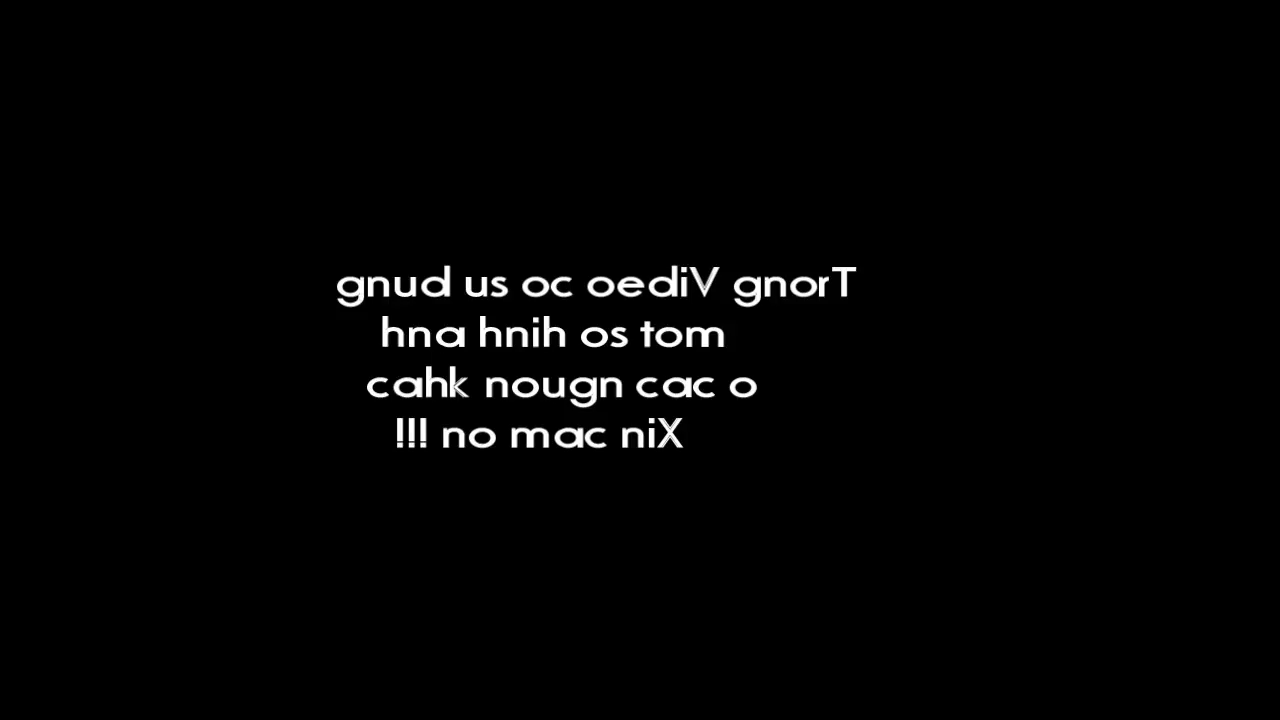 gnud us oc oediV gnorT
hna hnih os tom
cahk nougn cac o
!!! no mac niX